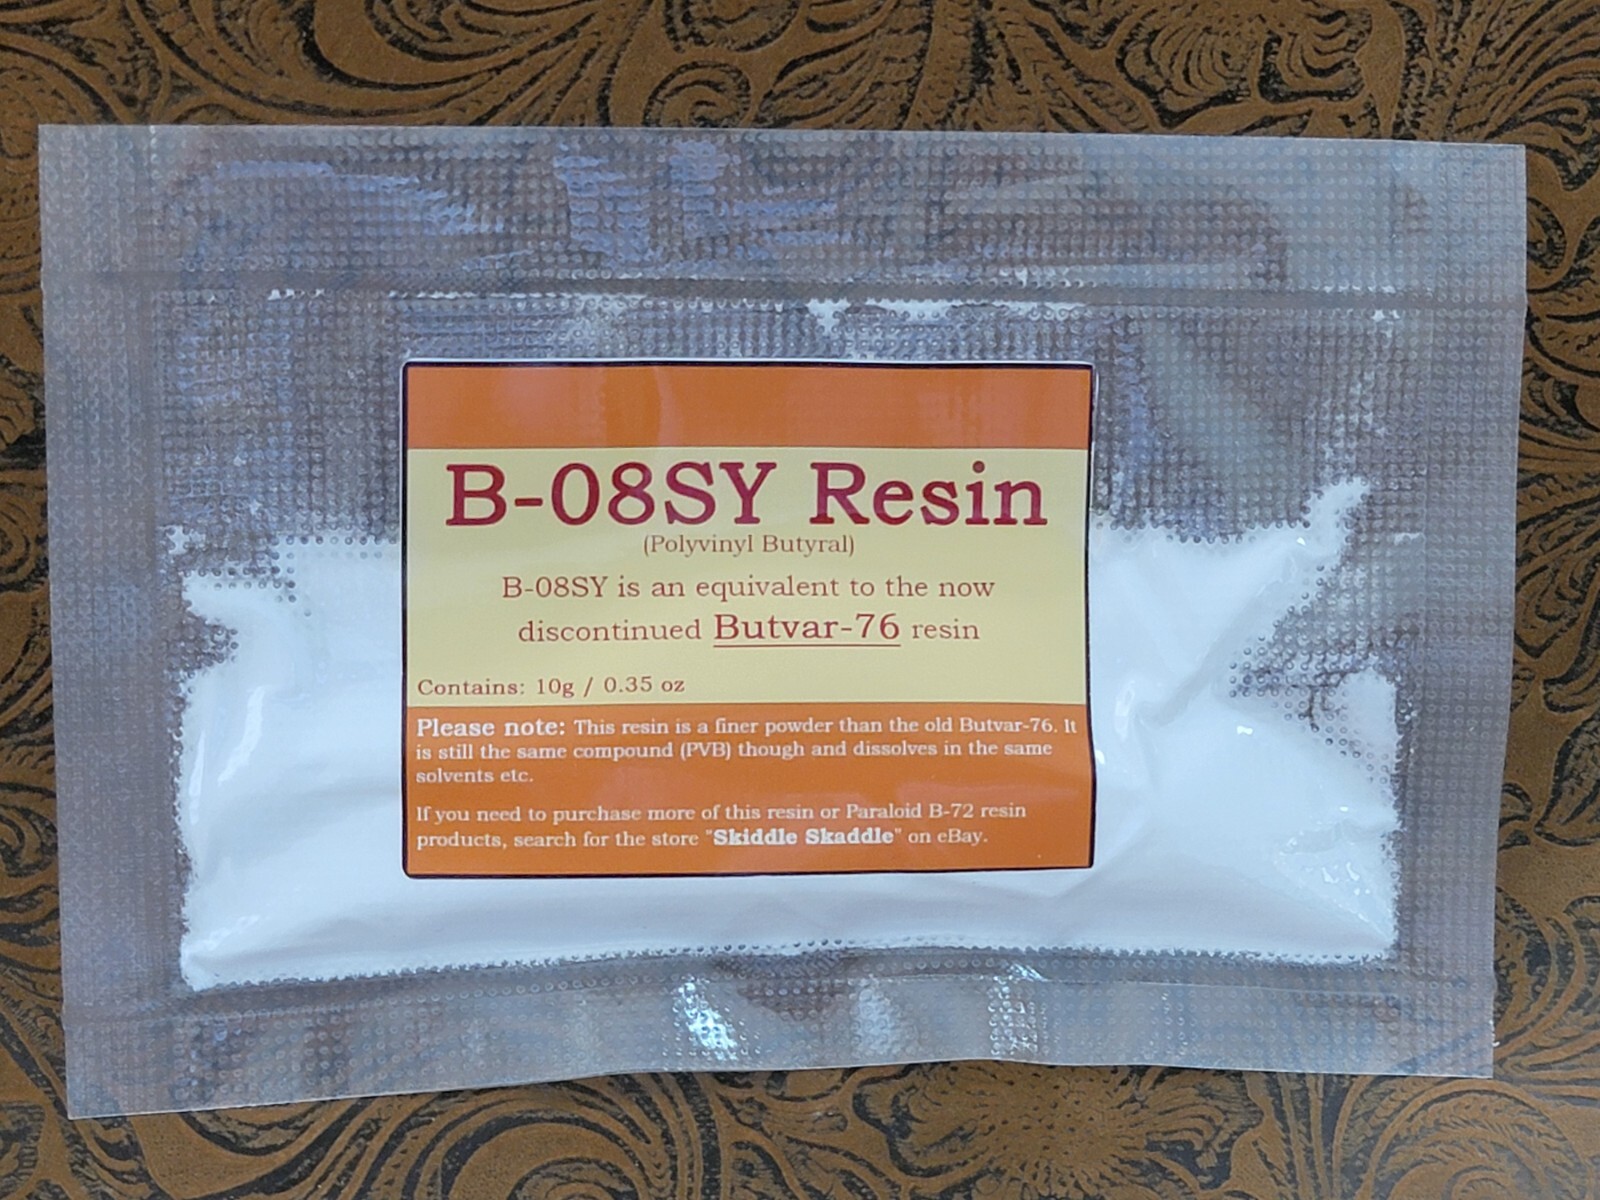 B-08SY Resin
(Polyvinyl Butyral)
B-08SY is an equivalent to the now
discontinued Butvar-76 resin
Contains: 10g / 0.35 oz
Please note: This resin is a finer powder than the old Butvar-76. It
is still the same compound (PVB) though and dissolves in the same
solvents etc.
If you need to purchase more of this resin or Paraloid B-72 resin
products, search for the store "Skiddle Skaddle" on eBay.